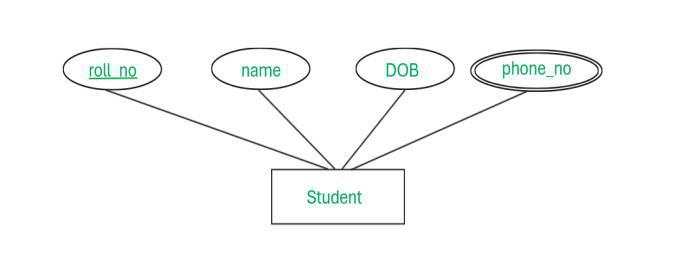 roll_no
name
DOB
phone_no
Student